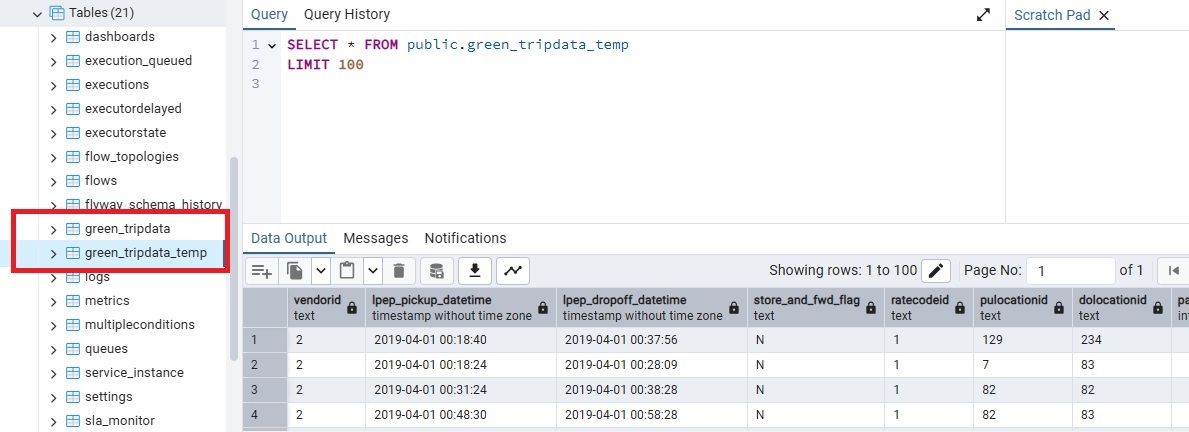 Tables (21)
dashboards
execution_queued
executions
executordelayed
executorstate
flow_topologies
flows
flyway_schema_history
green_tripdata
green_tripdata_temp
logs
metrics
multipleconditions
queues
service_instance
settings
sla_monitor
Query Query History
Scratch Pad
1 SELECT * FROM public.green_tripdata_temp
2 LIMIT 100
3
Data Output Messages Notifications
Showing rows: 1 to 100 Page No: 1 of 1
vendorid lpep_pickup_datetime lpep_dropoff_datetime store_and_fwd_flag ratecodeid pulocationid dolocationid pa
text timestamp without time zone timestamp without time zone text text text text int
1 2 2019-04-01 00:18:40 2019-04-01 00:37:56 N 1 129 234
2 2 2019-04-01 00:18:24 2019-04-01 00:28:09 N 1 7 83
3 2 2019-04-01 00:31:24 2019-04-01 00:38:28 N 1 82 82
4 2 2019-04-01 00:48:30 2019-04-01 00:58:28 N 1 82 83